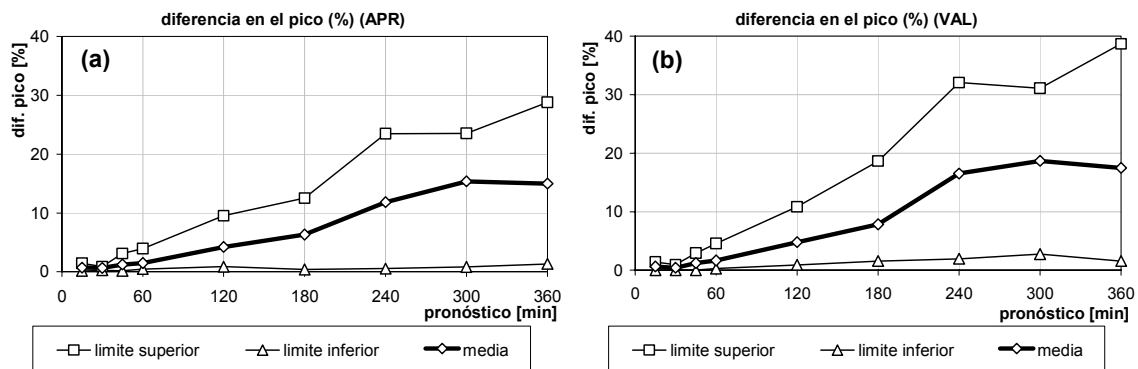 diferencia en el pico (%) (APR)
dif. pico [%]
(a)
40
30
20
10
0
0 60 120 180 240 300 360
pronóstico [min]
limite superior limite inferior media
diferencia en el pico (%) (VAL)
dif. pico [%]
(b)
40
30
20
10
0
0 60 120 180 240 300 360
pronóstico [min]
limite superior limite inferior media